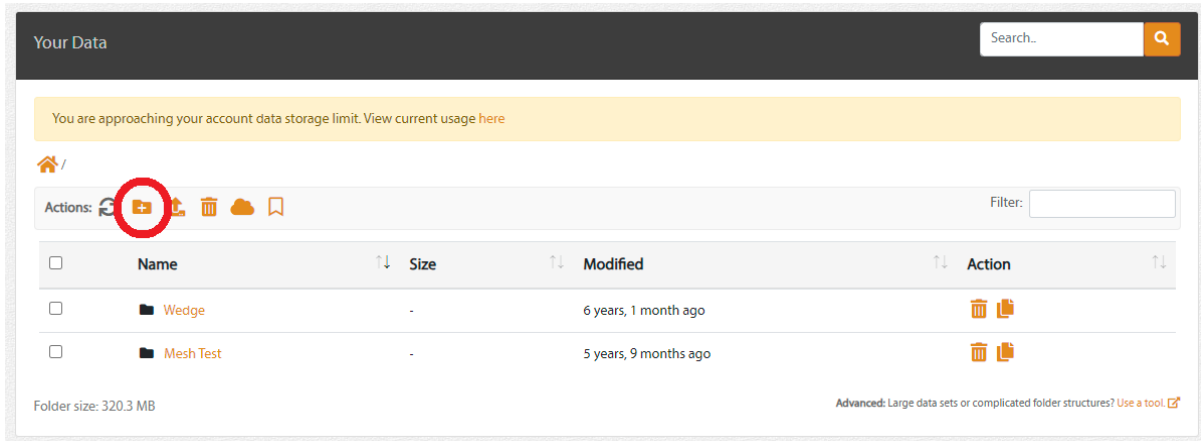 Your Data
Search..
You are approaching your account data storage limit. View current usage here
/
Actions:
Filter:
Name Size Modified Action
Wedge - 6 years, 1 month ago
Mesh Test - 5 years, 9 months ago
Folder size: 320.3 MB
Advanced: Large data sets or complicated folder structures? Use a tool.